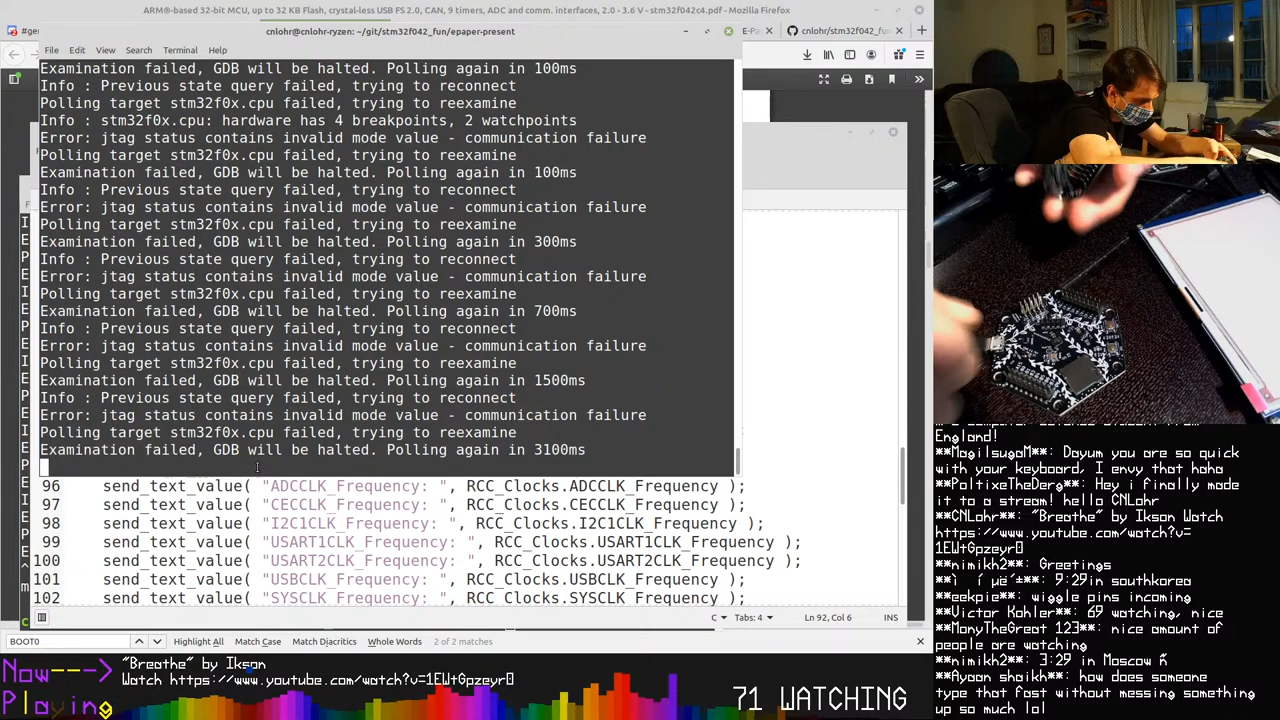 ARM®-based 32-bit MCU, up to 32 KB Flash, crystal-less USB FS 2.0, CAN, 9 timers, ADC and comm. interfaces, 2.0 - 3.6 V - stm32f042c4.pdf - Mozilla Firefox
cnlohr@cnlohr-ryzen: ~/git/stm32f042_fun/epaper-present
cnlohr/stm32f042_
File Edit View Search Terminal Help
Examination failed, GDB will be halted. Polling again in 100ms
Info : Previous state query failed, trying to reconnect
Polling target stm32f0x.cpu failed, trying to reexamine
Info : stm32f0x.cpu: hardware has 4 breakpoints, 2 watchpoints
Error: jtag status contains invalid mode value - communication failure
Polling target stm32f0x.cpu failed, trying to reexamine
Examination failed, GDB will be halted. Polling again in 100ms
Info : Previous state query failed, trying to reconnect
Error: jtag status contains invalid mode value - communication failure
Polling target stm32f0x.cpu failed, trying to reexamine
Examination failed, GDB will be halted. Polling again in 300ms
Info : Previous state query failed, trying to reconnect
Error: jtag status contains invalid mode value - communication failure
Polling target stm32f0x.cpu failed, trying to reexamine
Examination failed, GDB will be halted. Polling again in 700ms
Info : Previous state query failed, trying to reconnect
Error: jtag status contains invalid mode value - communication failure
Polling target stm32f0x.cpu failed, trying to reexamine
Examination failed, GDB will be halted. Polling again in 1500ms
Info : Previous state query failed, trying to reconnect
Error: jtag status contains invalid mode value - communication failure
Polling target stm32f0x.cpu failed, trying to reexamine
Examination failed, GDB will be halted. Polling again in 3100ms
96 send_text_value( "ADCCLK_Frequency: ", RCC_Clocks.ADCCLK_Frequency );
97 send_text_value( "CECCLK_Frequency: ", RCC_Clocks.CECCLK_Frequency );
98 send_text_value( "I2C1CLK_Frequency: ", RCC_Clocks.I2C1CLK_Frequency );
99 send_text_value( "USART1CLK_Frequency: ", RCC_Clocks.USART1CLK_Frequency );
100 send_text_value( "USART2CLK_Frequency: ", RCC_Clocks.USART2CLK_Frequency );
101 send_text_value( "USBCLK_Frequency: ", RCC_Clocks.USBCLK_Frequency );
102 send_text_value( "SYSCLK_Frequency: ", RCC_Clocks.SYSCLK_Frequency );
C Tabs: 4 Ln 92, Col 6 INS
BOOT0 Highlight All Match Case Match Diacritics Whole Words 2 of 2 matches
Now---> "Breathe" by Ikson
Playing Watch https://www.youtube.com/watch?v=1EWtGpzeyr0
71 WATCHING
England!
**MagilsugaM**: Dayum you are so quick
with your keyboard, I envy that haha
**PaltixeTheDerg**: Hey i finally made
it to a stream! hello CNLohr
**CNLohr**: "Breathe" by Ikson Watch
https://www.youtube.com/watch?v=
1EWtGpzeyr0
**nimikh2**: Greetings
9:29 in southkorea
**eekpie**: wiggle pins incoming
**Victor Kohler**: 69 watching, nice
**MonyTheGreat 123**: nice amount of
people are watching
**nimikh2**: 3:29 in Moscow
**Ayaan shaikh**: how does someone
type that fast without messing something
up so much lol